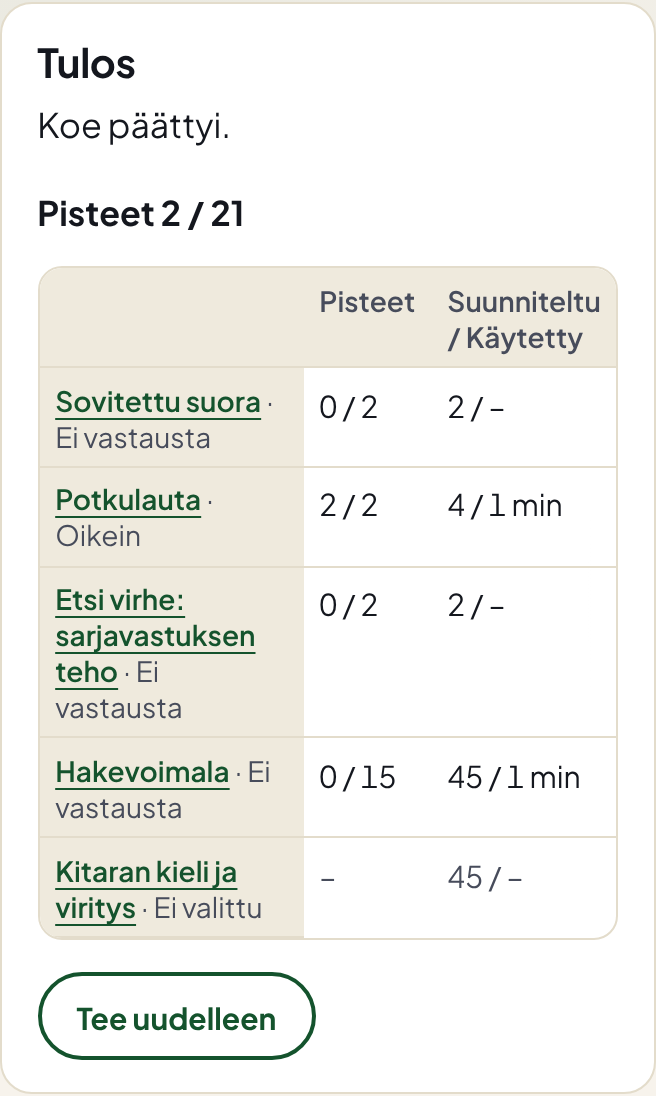 Tulos
Koe päättyi.
Pisteet 2 / 21
Pisteet Suunniteltu
/ Käytetty
Sovitettu suora · 0 / 2 2 / –
Ei vastausta
Potkulauta · 2 / 2 4 / 1 min
Oikein
Etsi virhe: 0 / 2 2 / –
sarjavastuksen
teho · Ei
vastausta
Hakevoimala · Ei 0 / 15 45 / 1 min
vastausta
Kitaran kieli ja – 45 / –
viritys · Ei valittu
Tee uudelleen